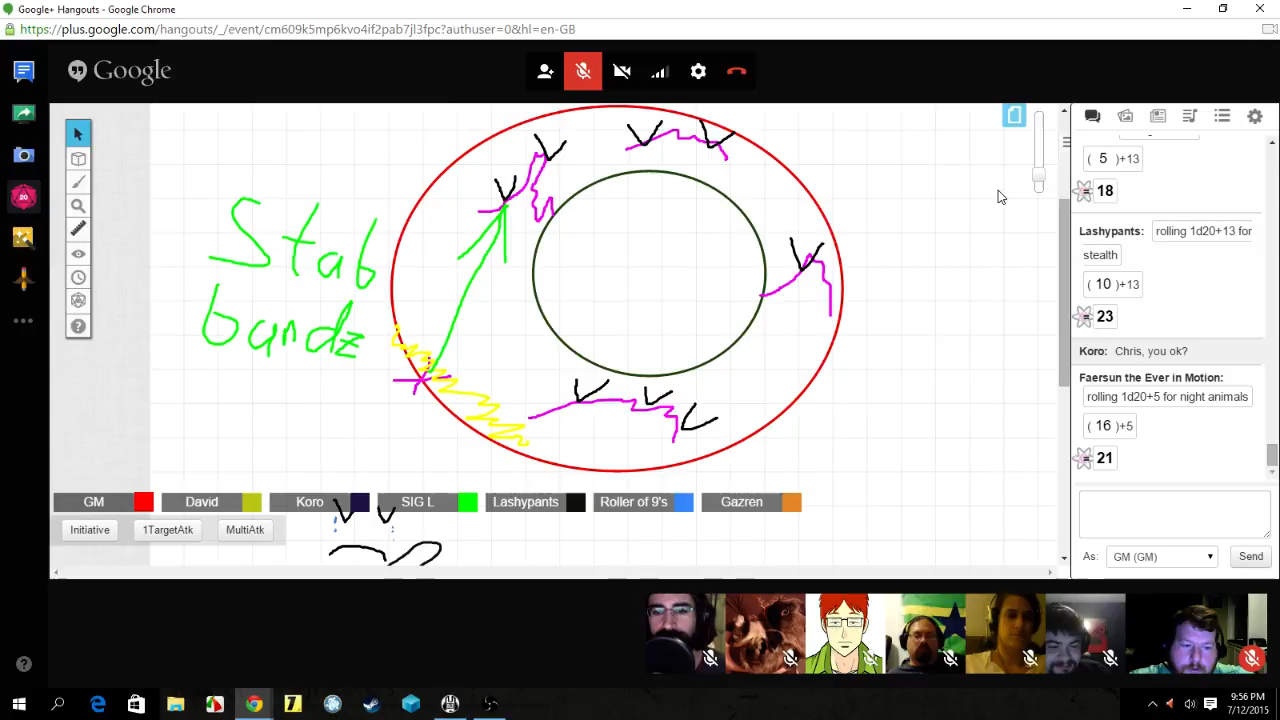 Google+ Hangouts - Google Chrome
https://plus.google.com/hangouts/_/event/cm609k5mp6kvo4if2pab7jl3fpc?authuser=0&hl=en-GB
Google
( 5 )+13
= 18
Lashypants: rolling 1d20+13 for
stealth
( 10 )+13
= 23
Koro: Chris, you ok?
Faersun the Ever in Motion:
rolling 1d20+5 for night animals
( 16 )+5
= 21
Stab
bandz
GM David Koro SIG L Lashypants Roller of 9's Gazren
Initiative 1TargetAtk MultiAtk
As: GM (GM) Send
9:56 PM
7/12/2015